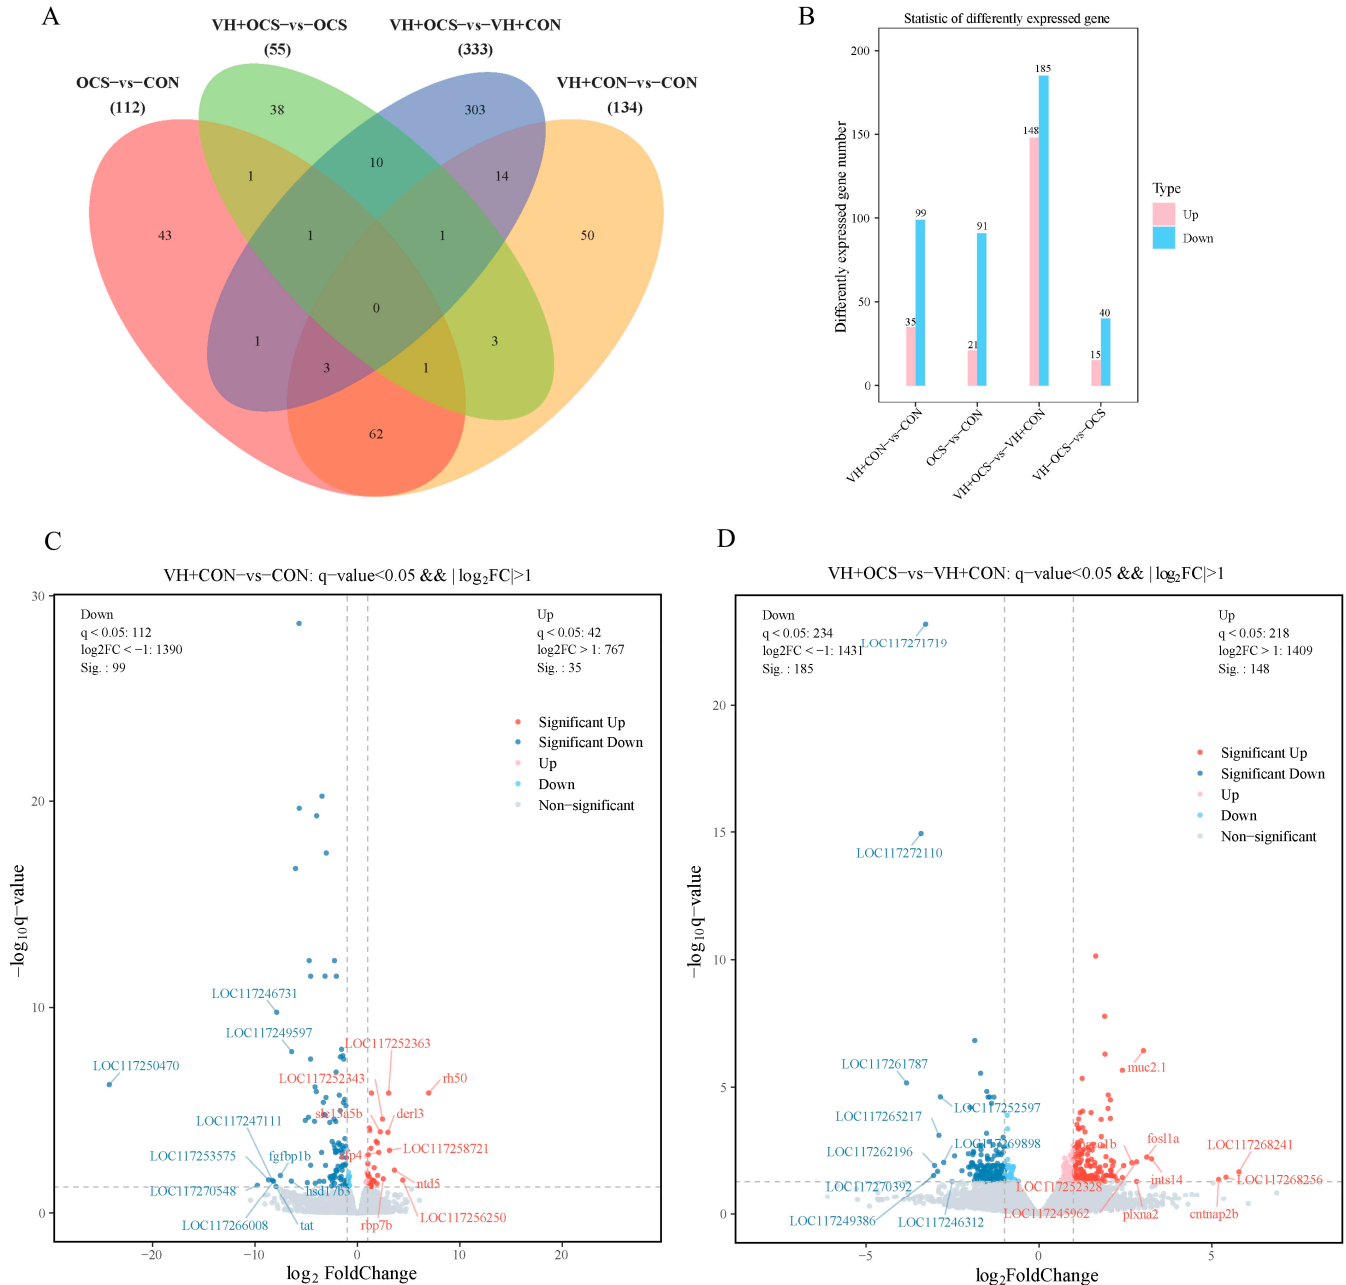 A
VH+OCS−vs−OCS
(55)
VH+OCS−vs−VH+CON
(333)
OCS−vs−CON
(112)
VH+CON−vs−CON
(134)
38
303
10
1
14
43
1
1
50
0
1
3
3
1
62
B
Statistic of differently expressed gene
Differently expressed gene number
200
150
100
50
0
35
99
21
91
148
185
15
40
VH+CON−vs−CON
OCS−vs−CON
VH+OCS−vs−VH+CON
VH−OCS−vs−OCS
Type
Up
Down
C
VH+CON−vs−CON: q−value<0.05 && | log2FC|>1
Down
q < 0.05: 112
log2FC < −1: 1390
Sig. : 99
Up
q < 0.05: 42
log2FC > 1: 767
Sig. : 35
Significant Up
Significant Down
Up
Down
Non−significant
−log10q−value
30
20
10
0
LOC117246731
LOC117249597
LOC117250470
LOC117252363
LOC117252343
rh50
slc13a5b
derl3
LOC117247111
LOC117258721
LOC117253575
fgfbp1b
LOC117270548
hsd17b3
ntd5
LOC117266008
tat
rbp7b
LOC117256250
−20
−10
0
10
20
log2 FoldChange
D
VH+OCS−vs−VH+CON: q−value<0.05 && | log2FC|>1
Down
q < 0.05: 234
log2FC < −1: 1431
Sig. : 185
Up
q < 0.05: 218
log2FC > 1: 1409
Sig. : 148
LOC117271719
Significant Up
Significant Down
Up
Down
Non−significant
−log10q−value
20
15
10
5
0
LOC117272110
LOC117261787
muc2.1
LOC117252597
LOC117265217
LOC117269898
fosl1a
LOC117268241
LOC117262196
LOC117270392
LOC117252328
ints14
LOC117268256
LOC117249386
LOC117246312
LOC117245962
plxna2
cntnap2b
−5
0
5
log2FoldChange